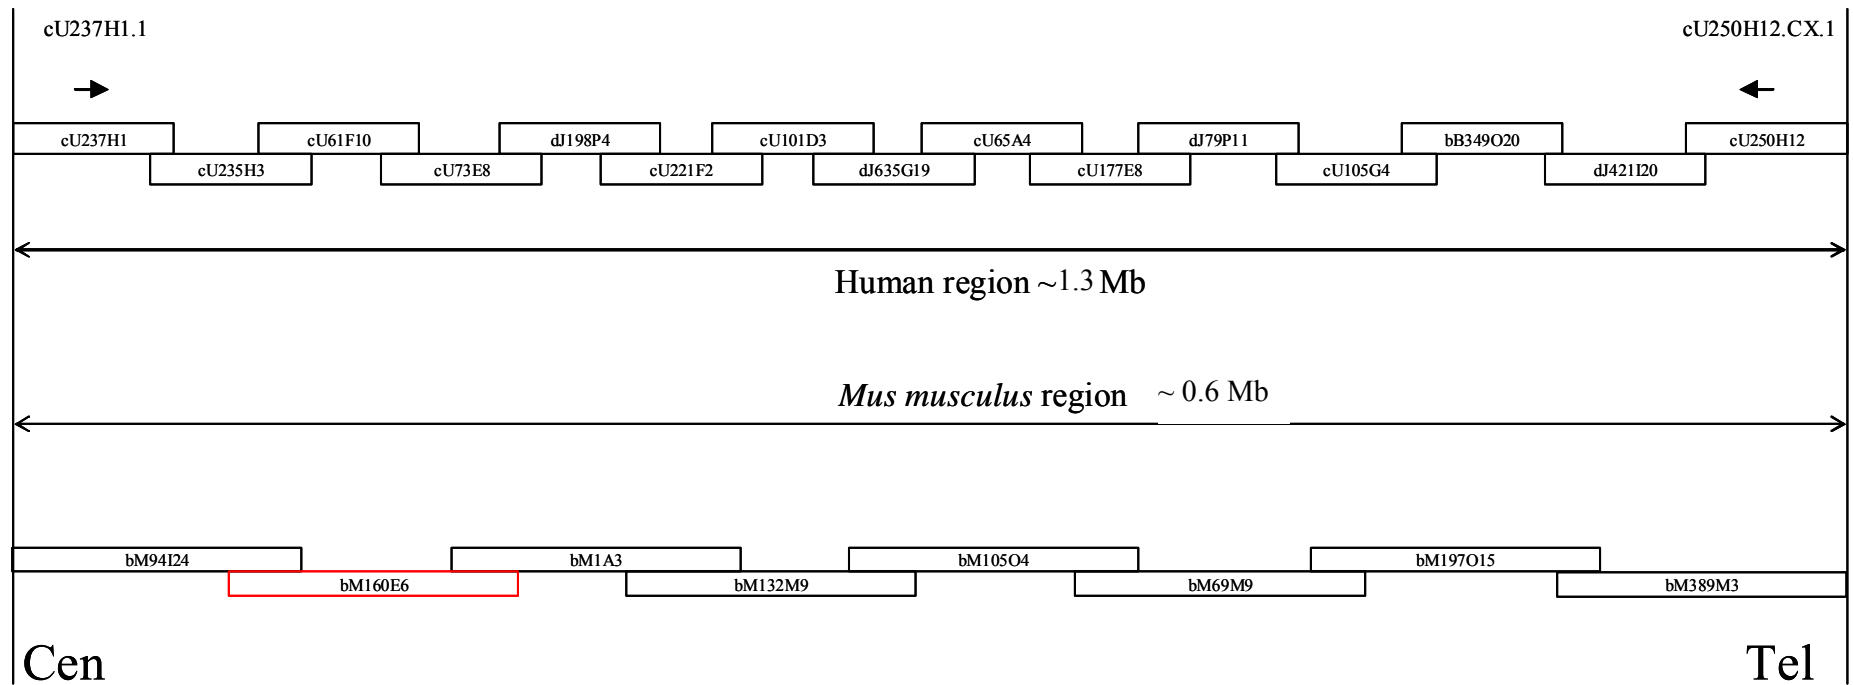 cU237H1.1 cU250H12.CX.1
cU237H1 cU61F10 dJ198P4 cU101D3 cU65A4 dJ79P11 bB349O20 cU250H12
cU235H3 cU73E8 cU221F2 dJ635G19 cU177E8 cU105G4 dJ421I20
Human region ~1.3 Mb
Mus musculus region ~ 0.6 Mb
bM94I24 bM1A3 bM105O4 bM197O15
bM160E6 bM132M9 bM69M9 bM389M3
Cen Tel